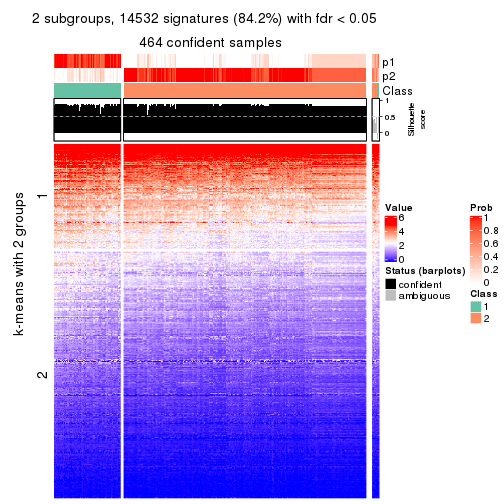 2 subgroups, 14532 signatures (84.2%) with fdr < 0.05
464 confident samples
p1
p2
Class
1
0.5
0
Silhouette
score
k-means with 2 groups
1
2
Value
6
4
2
0
Status (barplots)
confident
ambiguous
Prob
1
0.8
0.6
0.4
0.2
0
Class
1
2